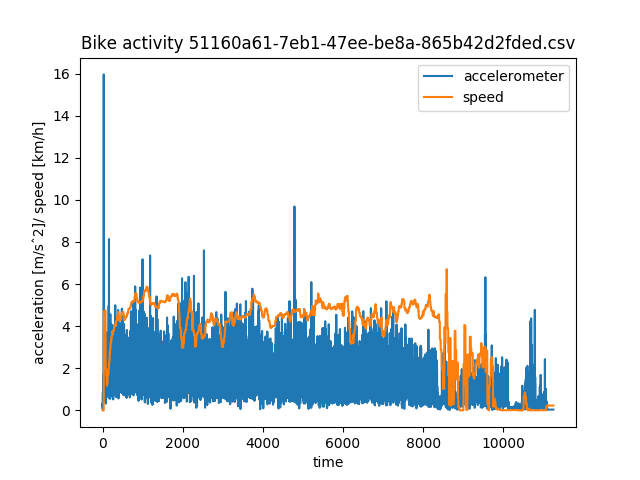 Bike activity 51160a61-7eb1-47ee-be8a-865b42d2fded.csv
accelerometer
speed
acceleration [m/s^2]/ speed [km/h]
16
14
12
10
8
6
4
2
0
0 2000 4000 6000 8000 10000
time